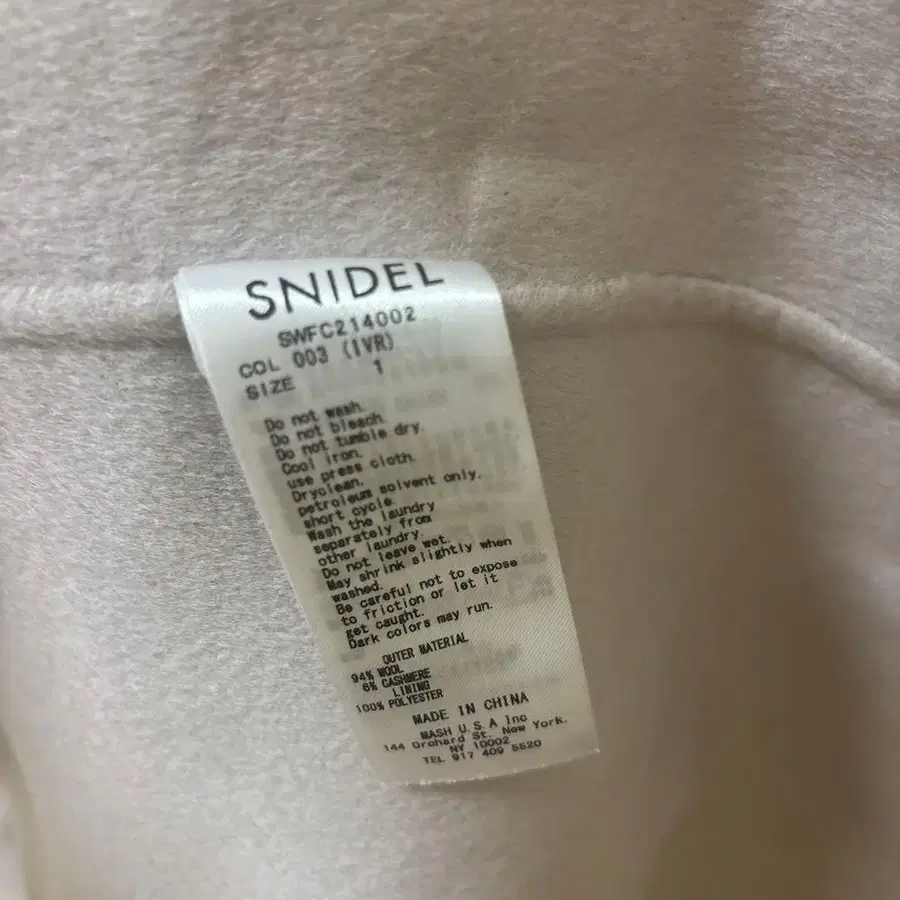 SNIDEL
SWFC214002
COL 003 (IVR)
SIZE 1
Do not wash.
Do not bleach.
Do not tumble dry.
Cool iron.
use press cloth.
Dryclean.
petroleum solvent only.
short cycle.
Wash the laundry
separately from
other laundry.
Do not leave wet.
May shrink slightly when
washed.
Be careful not to expose
to friction or let it
get caught.
Dark colors may run.
OUTER MATERIAL
94% WOOL
6% CASHMERE
LINING
100% POLYESTER
MADE IN CHINA
MASH U.S.A Inc
144 Orchard St. New York.
NY 10002
TEL 917 409 5520